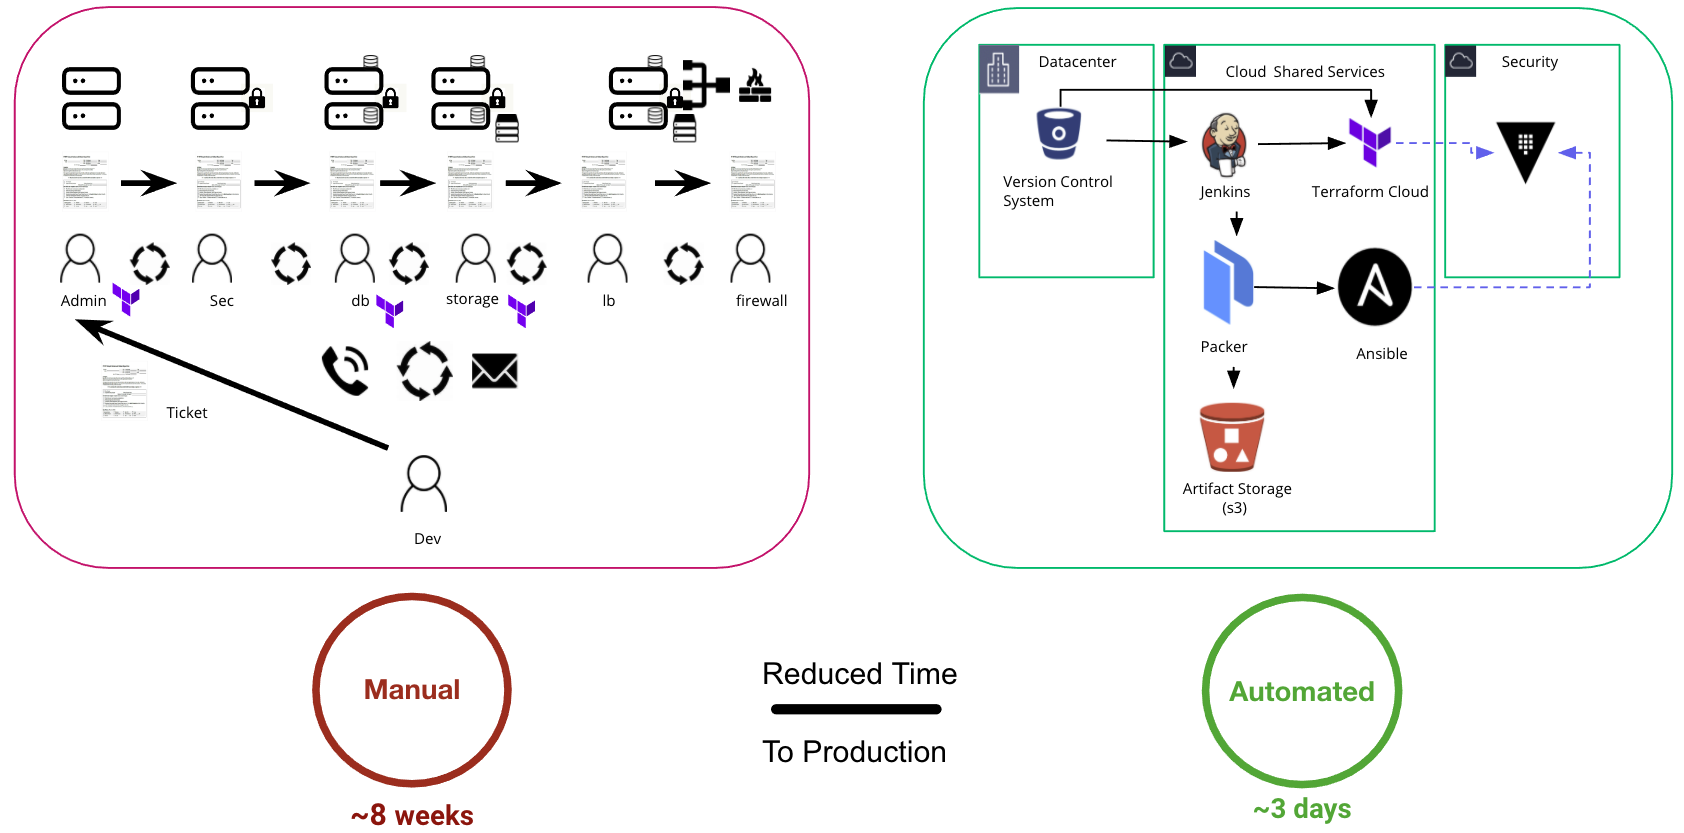 Admin
Sec
db
storage
lb
firewall
Ticket
Dev
Manual
~8 weeks
Reduced Time
To Production
Datacenter
Cloud Shared Services
Security
Version Control
System
Jenkins
Terraform Cloud
Packer
Ansible
Artifact Storage
(s3)
Automated
~3 days